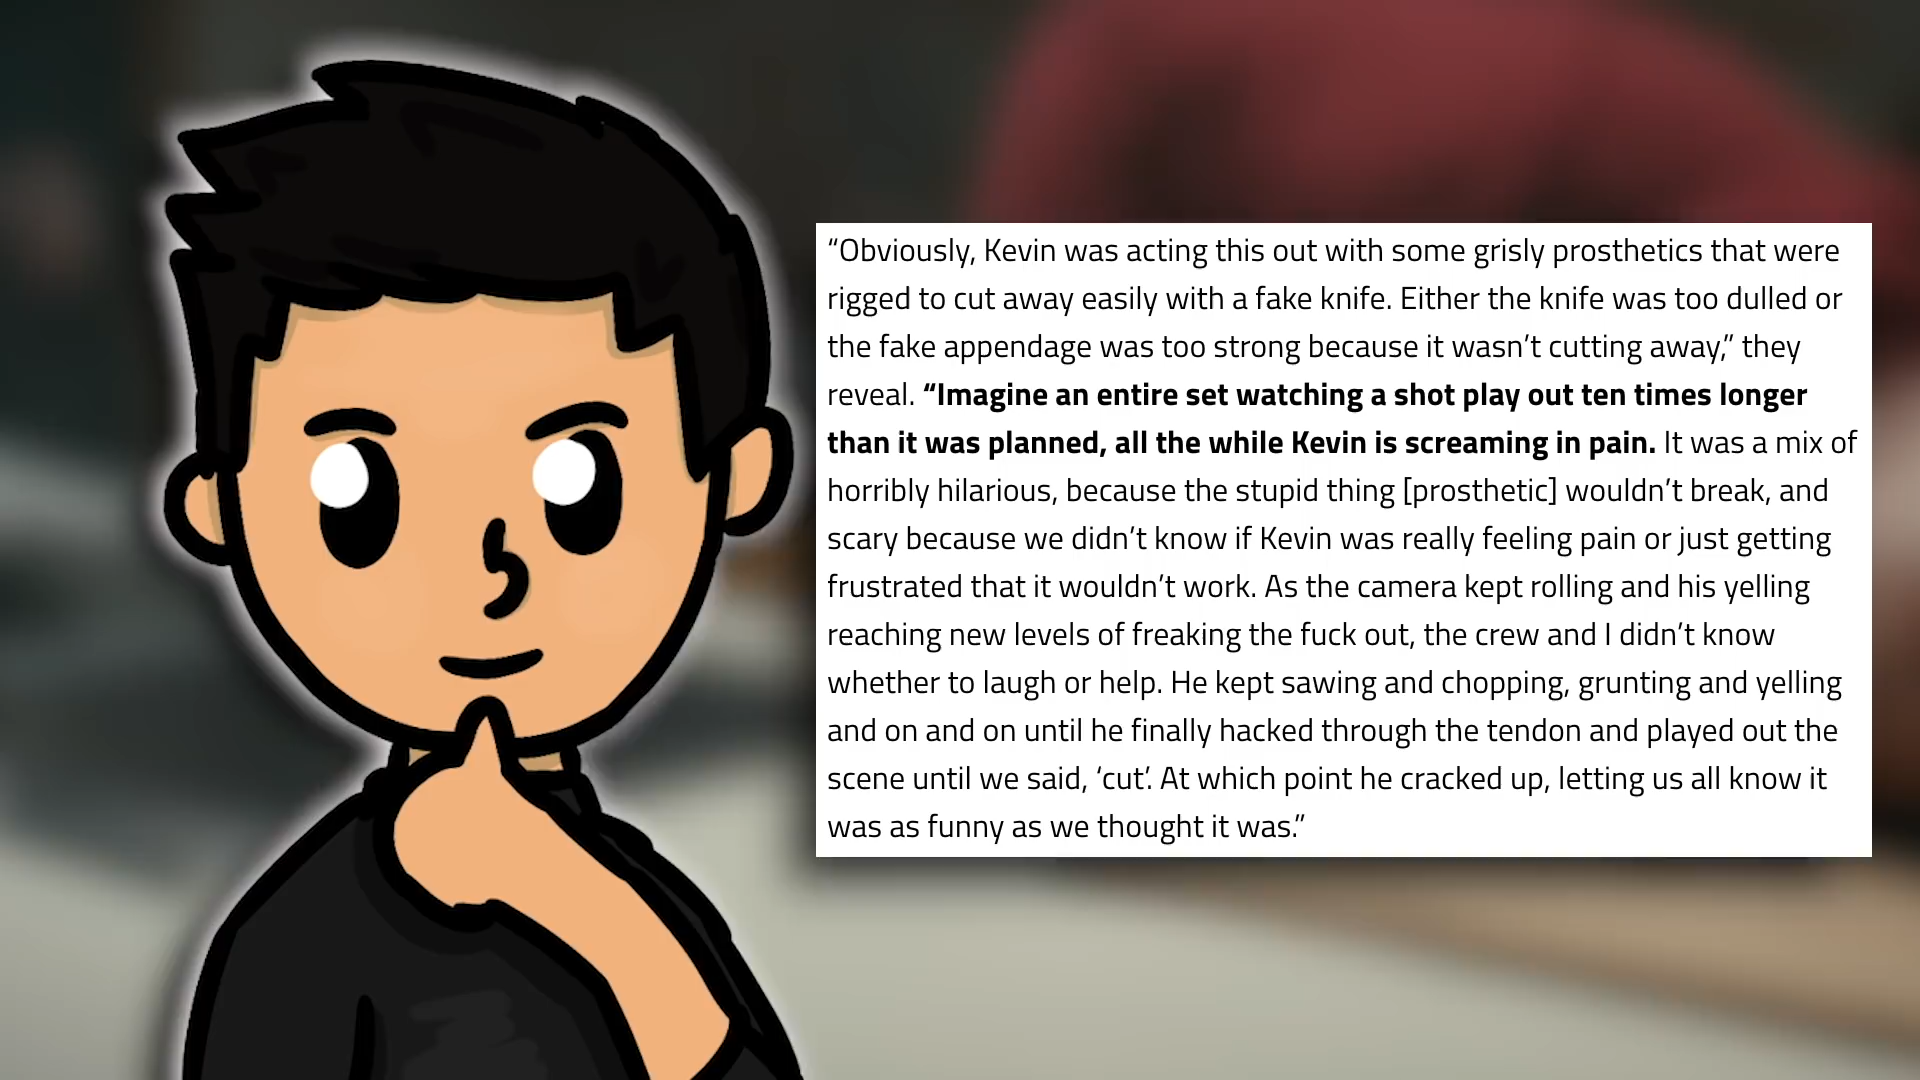 “Obviously, Kevin was acting this out with some grisly prosthetics that were
rigged to cut away easily with a fake knife. Either the knife was too dulled or
the fake appendage was too strong because it wasn’t cutting away,” they
reveal. “Imagine an entire set watching a shot play out ten times longer
than it was planned, all the while Kevin is screaming in pain. It was a mix of
horribly hilarious, because the stupid thing [prosthetic] wouldn’t break, and
scary because we didn’t know if Kevin was really feeling pain or just getting
frustrated that it wouldn’t work. As the camera kept rolling and his yelling
reaching new levels of freaking the fuck out, the crew and I didn’t know
whether to laugh or help. He kept sawing and chopping, grunting and yelling
and on and on until he finally hacked through the tendon and played out the
scene until we said, ‘cut’. At which point he cracked up, letting us all know it
was as funny as we thought it was.”